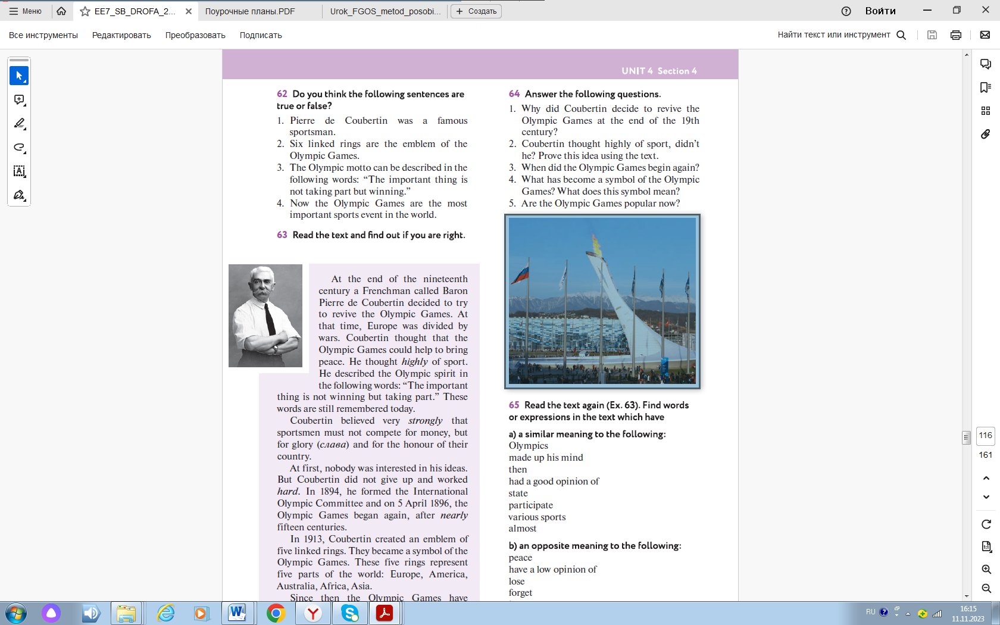 Меню
EE7_SB_DROFA_2...
Поурочные планы.PDF
Urok_FGOS_metod_posobi...
Создать
Войти
Все инструменты
Редактировать
Преобразовать
Подписать
Найти текст или инструмент
UNIT 4 Section 4
62 Do you think the following sentences are
true or false?
1. Pierre de Coubertin was a famous
sportsman.
2. Six linked rings are the emblem of the
Olympic Games.
3. The Olympic motto can be described in the
following words: “The important thing is
not taking part but winning.”
4. Now the Olympic Games are the most
important sports event in the world.
63 Read the text and find out if you are right.
At the end of the nineteenth
century a Frenchman called Baron
Pierre de Coubertin decided to try
to revive the Olympic Games. At
that time, Europe was divided by
wars. Coubertin thought that the
Olympic Games could help to bring
peace. He thought highly of sport.
He described the Olympic spirit in
the following words: “The important
thing is not winning but taking part.” These
words are still remembered today.
Coubertin believed very strongly that
sportsmen must not compete for money, but
for glory (слава) and for the honour of their
country.
At first, nobody was interested in his ideas.
But Coubertin did not give up and worked
hard. In 1894, he formed the International
Olympic Committee and on 5 April 1896, the
Olympic Games began again, after nearly
fifteen centuries.
In 1913, Coubertin created an emblem of
five linked rings. They became a symbol of the
Olympic Games. These five rings represent
five parts of the world: Europe, America,
Australia, Africa, Asia.
Since then the Olympic Games have
64 Answer the following questions.
1. Why did Coubertin decide to revive the
Olympic Games at the end of the 19th
century?
2. Coubertin thought highly of sport, didn’t
he? Prove this idea using the text.
3. When did the Olympic Games begin again?
4. What has become a symbol of the Olympic
Games? What does this symbol mean?
5. Are the Olympic Games popular now?
65 Read the text again (Ex. 63). Find words
or expressions in the text which have
a) a similar meaning to the following:
Olympics
made up his mind
then
had a good opinion of
state
participate
various sports
almost
b) an opposite meaning to the following:
peace
have a low opinion of
lose
forget
116
161
RU
16:15
11.11.2023